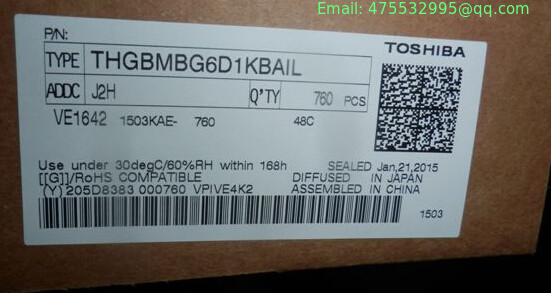 Email: 475532995@qq.com
P/N:
TOSHIBA
TYPE THGBMBG6D1KBAIL
ADDC J2H Q'TY 760 PCS
VE1642 1503KAE- 760 48C
Use under 30degC/60%RH within 168h SEALED Jan,21,2015
[[G]]/RoHS COMPATIBLE DIFFUSED IN JAPAN
(Y)205D8383 000760 VPIVE4K2 ASSEMBLED IN CHINA
1503